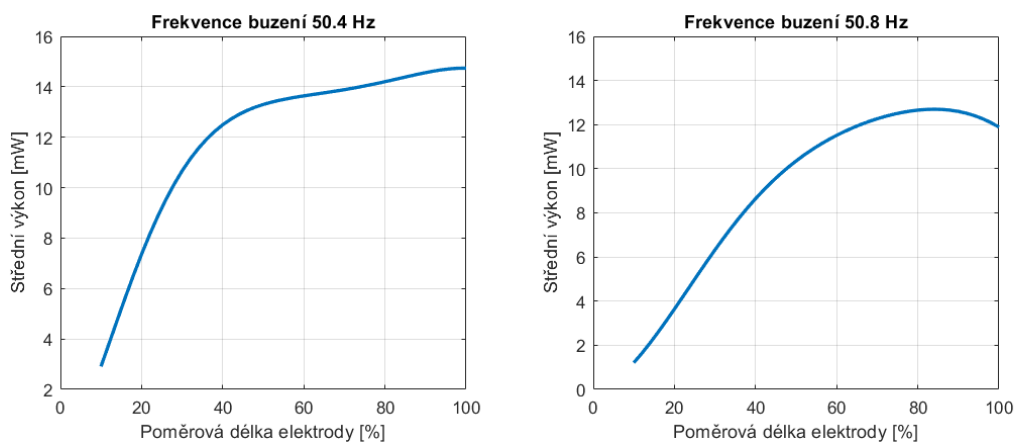 Frekvence buzení 50.4 Hz
16
14
12
10
8
6
4
2
0 20 40 60 80 100
Střední výkon [mW]
Poměrová délka elektrody [%]
Frekvence buzení 50.8 Hz
16
14
12
10
8
6
4
2
0
0 20 40 60 80 100
Střední výkon [mW]
Poměrová délka elektrody [%]